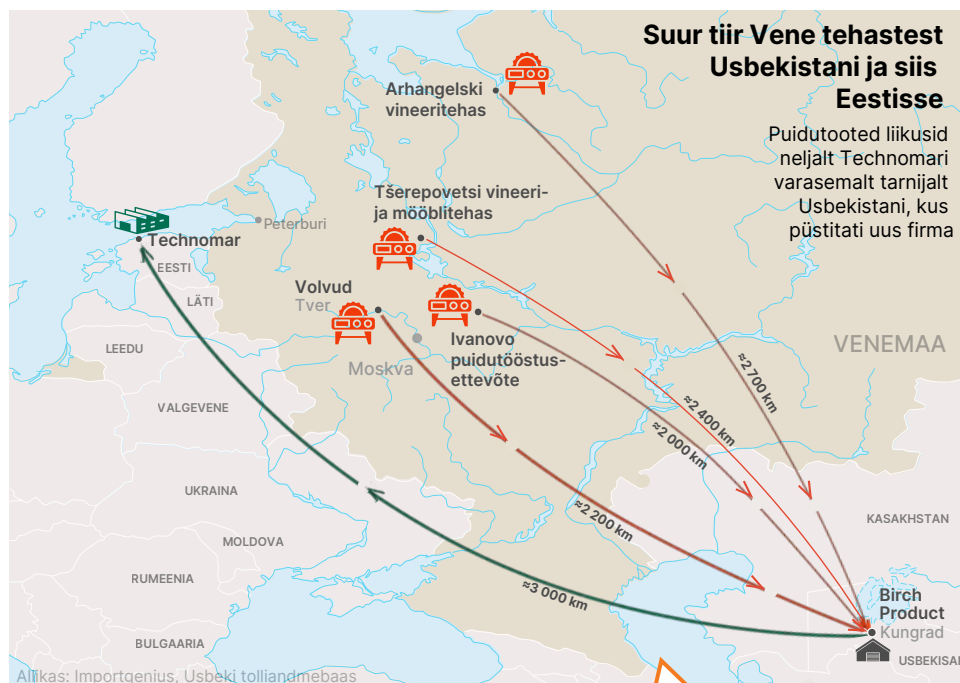 Suur tiir Vene tehastest
Usbekistani ja siis
Eestisse
Puidutooted liikusid
neljalt Technomari
varasemalt tarnijalt
Usbekistani, kus
püstitati uus firma
Arhangelski
vineeritehas
Tšerepovetsi vineeri-
ja mööblitehas
Peterburi
Technomar
EESTI
LÄTI
Volvud
Tver
Ivanovo
puidutööstus-
ettevõte
Moskva
LEEDU
VENEMAA
VALGEVENE
≈2 700 km
≈2 400 km
≈2 000 km
UKRAINA
≈2 200 km
KASAKHSTAN
MOLDOVA
RUMEENIA
≈3 000 km
Birch
Product
Kungrad
BULGAARIA
USBEKISAN
Allikas: Importgenius, Usbeki tolliandmebaas